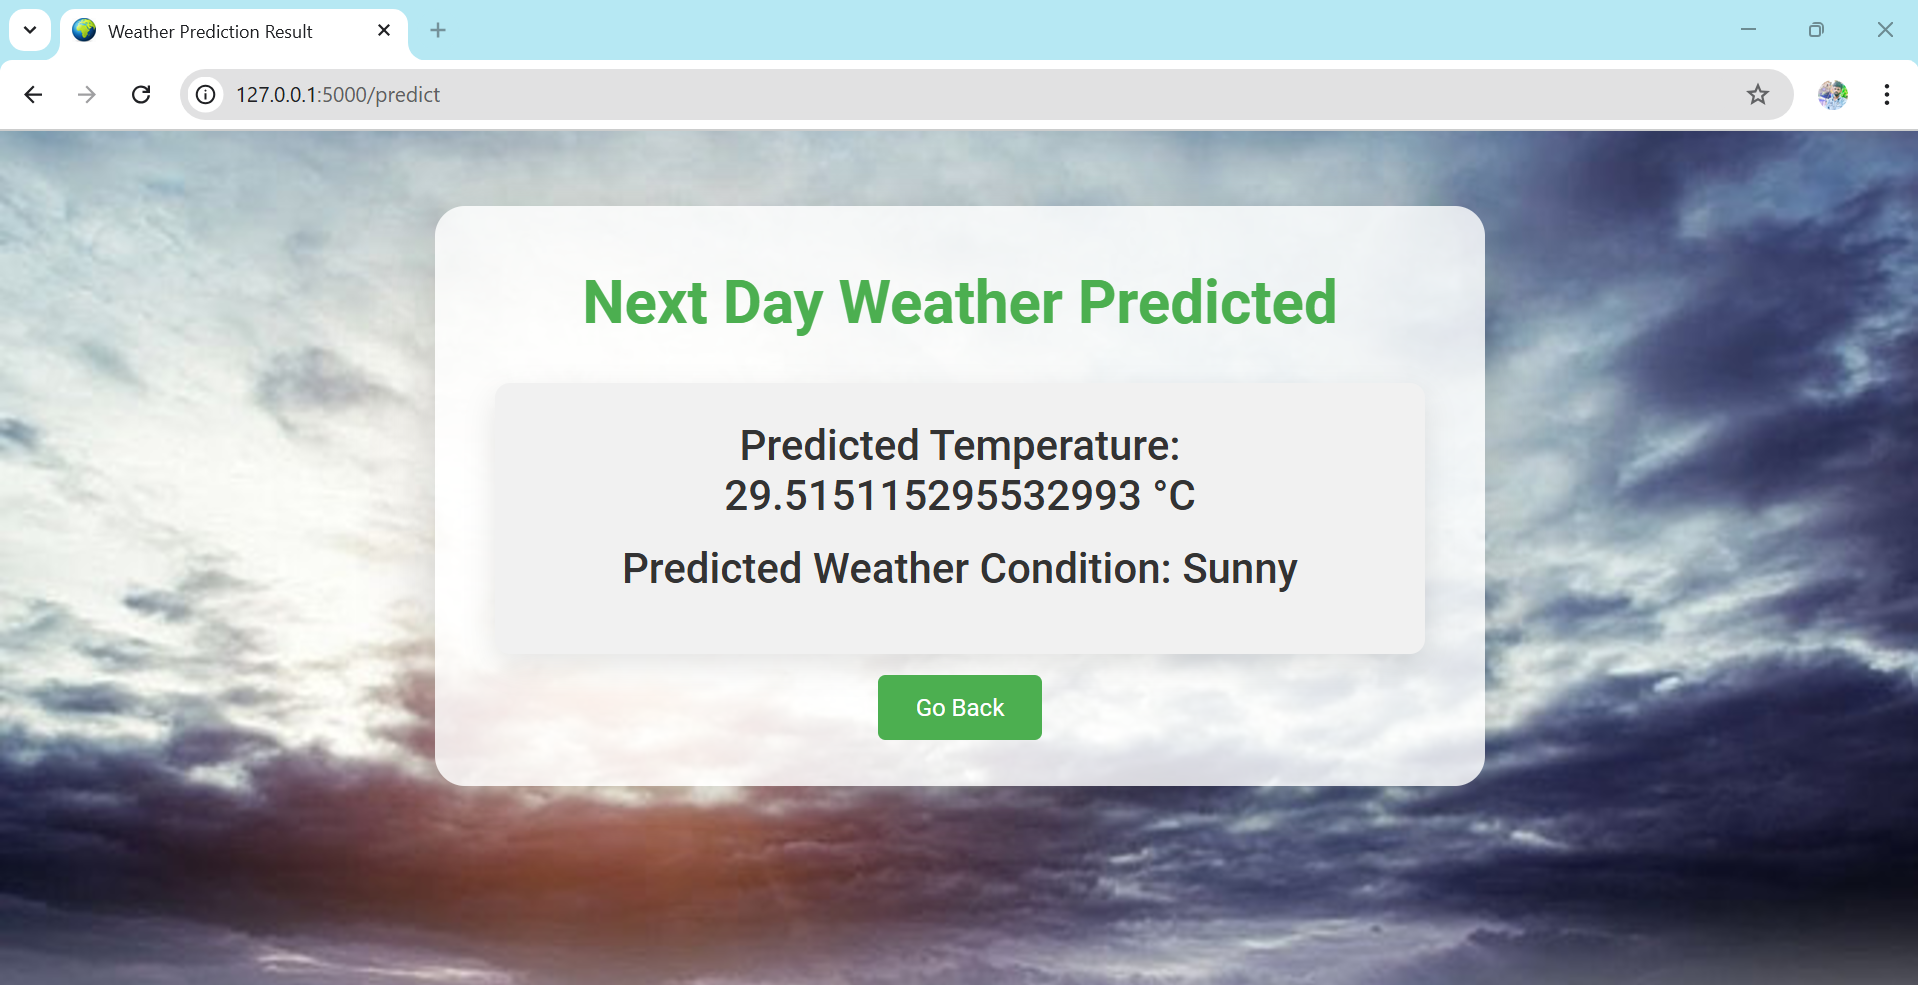 Weather Prediction Result
127.0.0.1:5000/predict
Next Day Weather Predicted
Predicted Temperature:
29.515115295532993 °C
Predicted Weather Condition: Sunny
Go Back